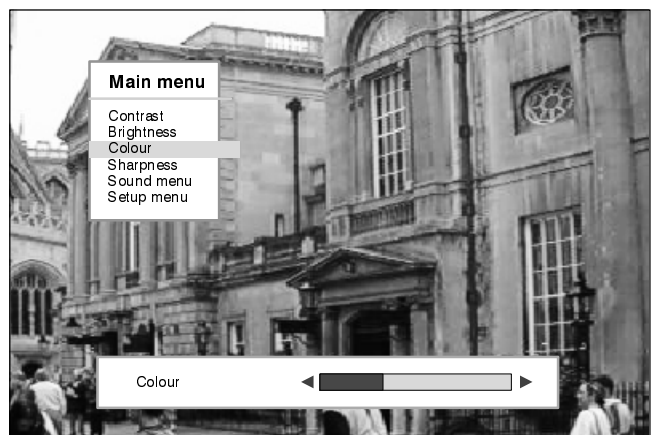 Main menu
Contrast
Brightness
Colour
Sharpness
Sound menu
Setup menu
Colour